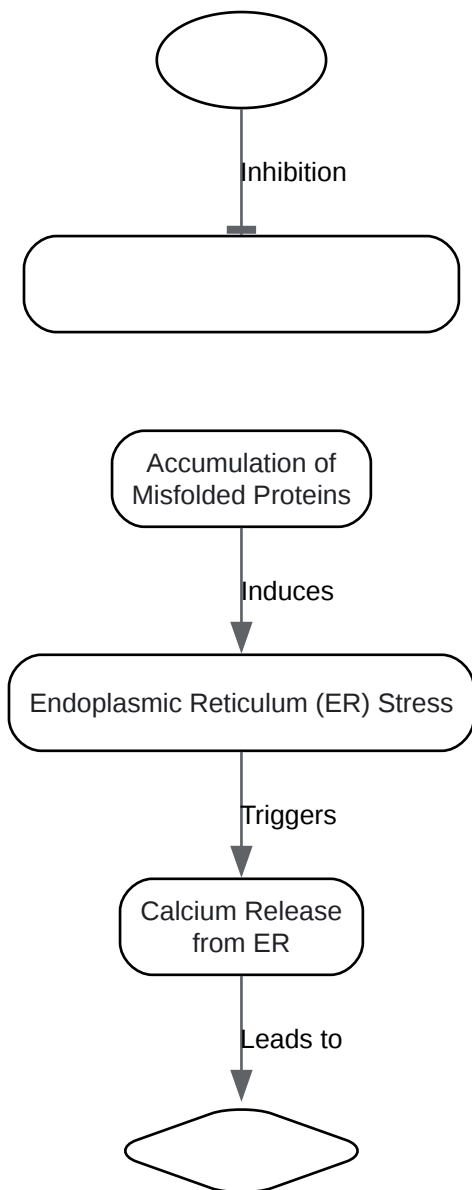 Inhibition
Accumulation of
Misfolded Proteins
Induces
Endoplasmic Reticulum (ER) Stress
Triggers
Calcium Release
from ER
Leads to